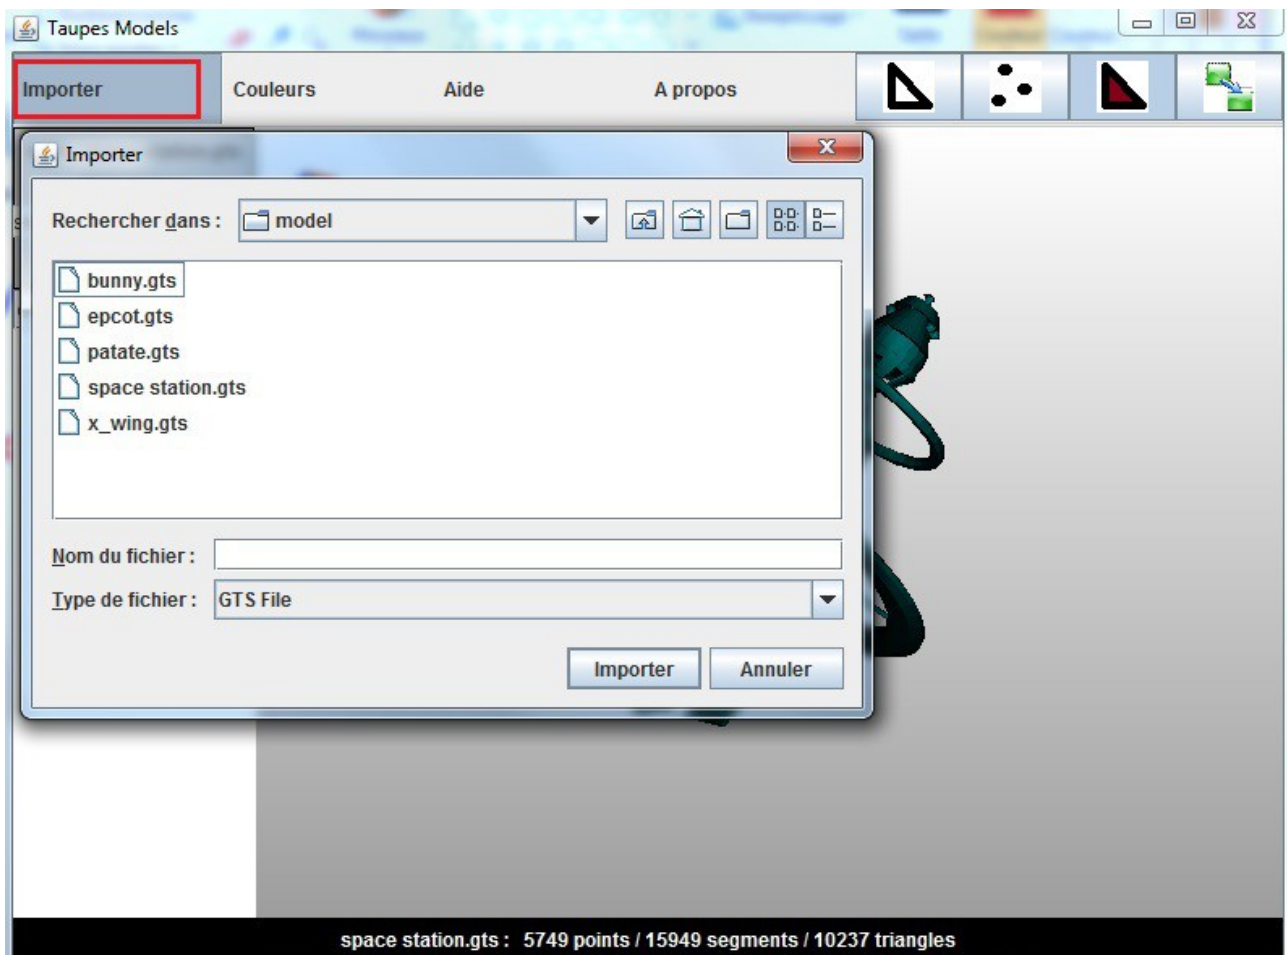 Taupes Models
Importer Couleurs Aide A propos
Importer
Rechercher dans : model
bunny.gts
epcot.gts
patate.gts
space station.gts
x_wing.gts
Nom du fichier :
Type de fichier : GTS File
Importer Annuler
space station.gts : 5749 points / 15949 segments / 10237 triangles